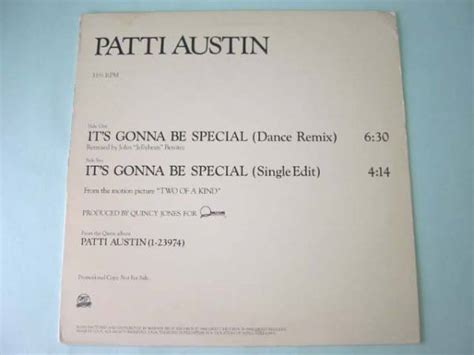 PATTI AUSTIN
33⅓ RPM
Side One
IT'S GONNA BE SPECIAL (Dance Remix) 6:30
Remixed by John "Jellybean" Benitez
Side Two
IT'S GONNA BE SPECIAL (Single Edit) 4:14
From the motion picture "TWO OF A KIND"
PRODUCED BY QUINCY JONES FOR
From the Qwest album
PATTI AUSTIN (1-23974)
Promotional Copy Not For Sale